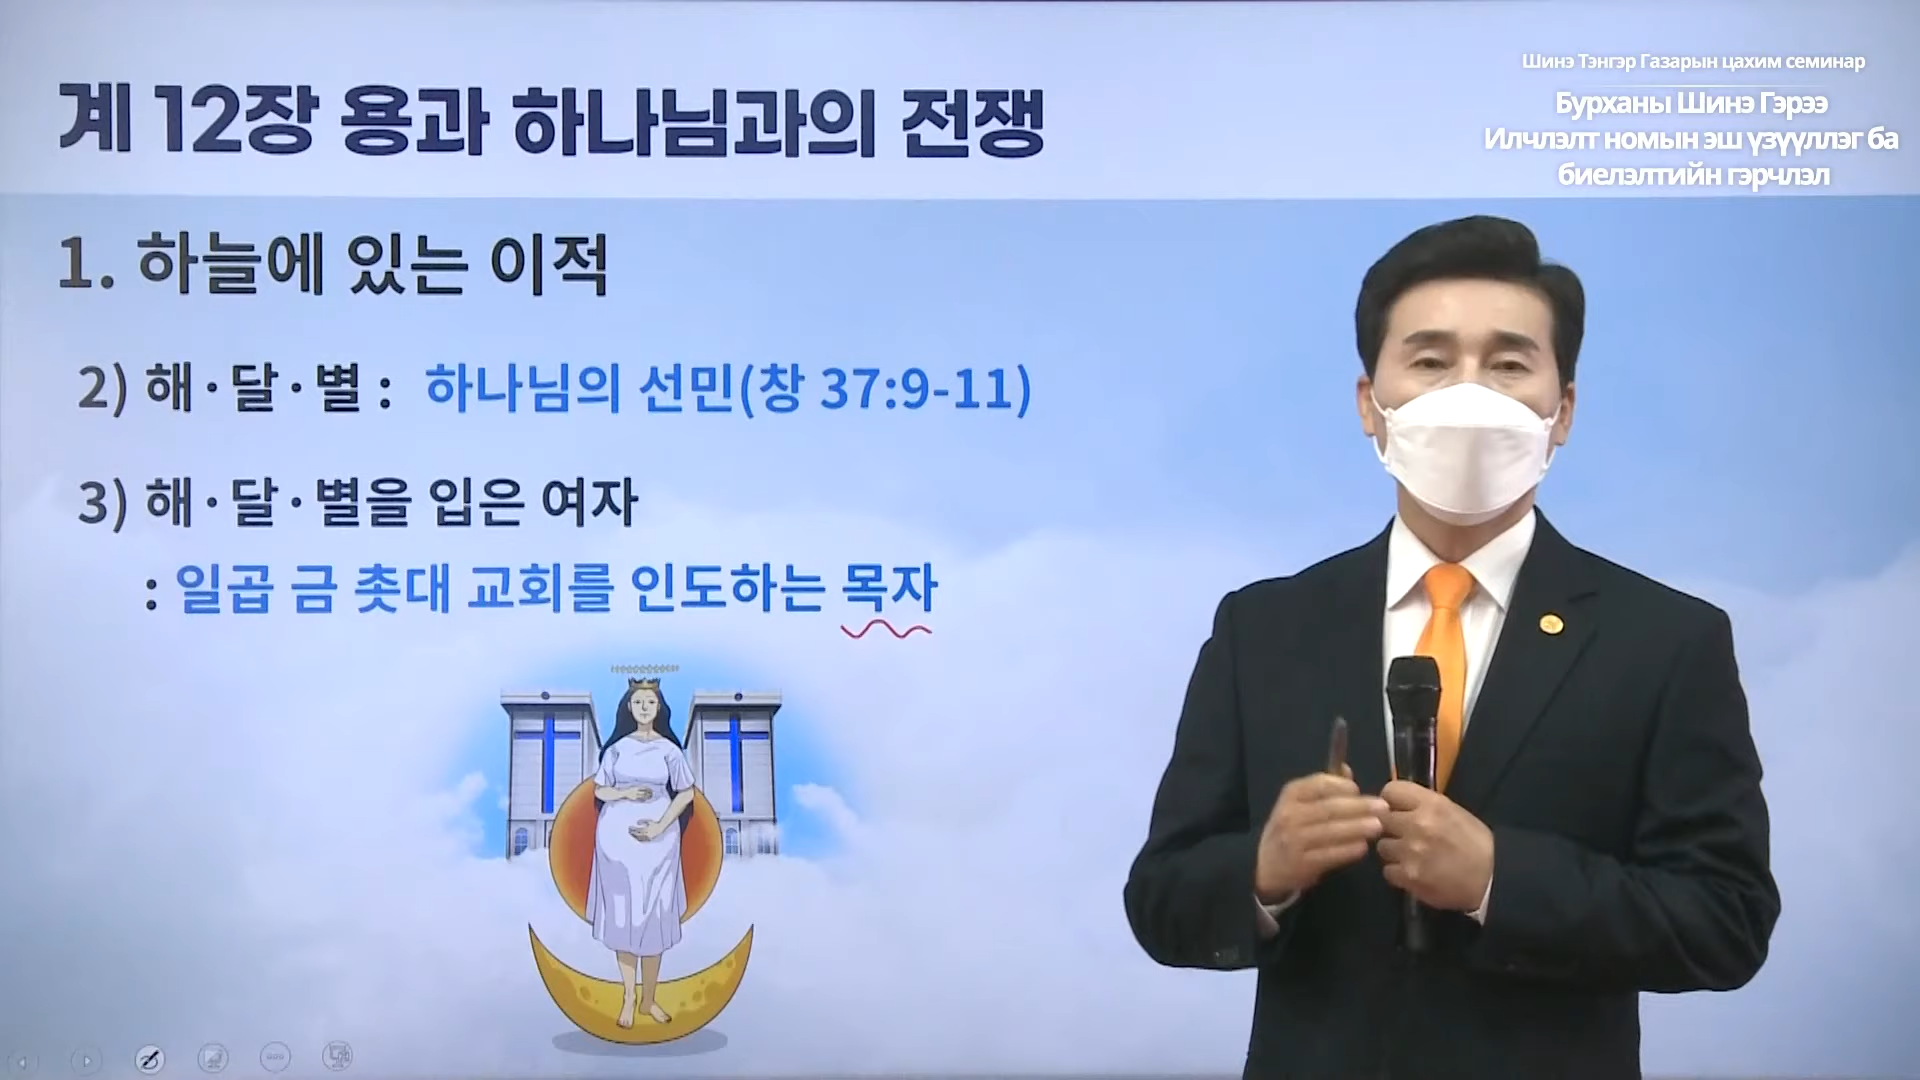 계 12장 용과 하나님과의 전쟁
Шинэ Тэнгэр Газарын цахим семинар
Бурханы Шинэ Гэрээ
Илчлэлт номын эш үзүүллэг ба
биелэлтийн гэрчлэл
1. 하늘에 있는 이적
2) 해·달·별 : 하나님의 선민(창 37:9-11)
3) 해·달·별을 입은 여자
: 일곱 금 촛대 교회를 인도하는 목자